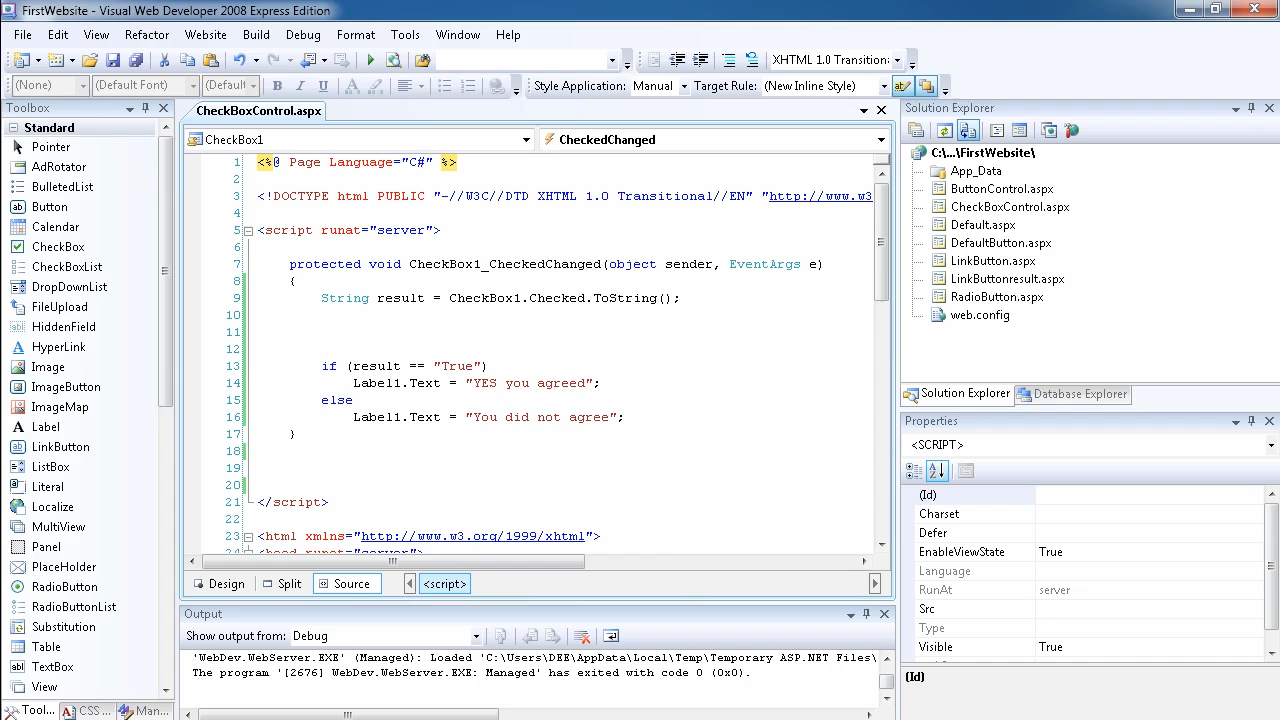 FirstWebsite - Visual Web Developer 2008 Express Edition
File Edit View Refactor Website Build Debug Format Tools Window Help
XHTML 1.0 Transition:
(None) (Default Font) (Default B I U A Style Application: Manual Target Rule: (New Inline Style)
Toolbox
Standard
Pointer
AdRotator
BulletedList
Button
Calendar
CheckBox
CheckBoxList
DropDownList
FileUpload
HiddenField
HyperLink
Image
ImageButton
ImageMap
Label
LinkButton
ListBox
Literal
Localize
MultiView
Panel
PlaceHolder
RadioButton
RadioButtonList
Substitution
Table
TextBox
View
Tool... CSS ... Man...
CheckBoxControl.aspx
CheckBox1 CheckedChanged
1 <%@ Page Language="C#" %>
2
3 <!DOCTYPE html PUBLIC "-//W3C//DTD XHTML 1.0 Transitional//EN" "http://www.w3
4
5 <script runat="server">
6
7 protected void CheckBox1_CheckedChanged(object sender, EventArgs e)
8 {
9 String result = CheckBox1.Checked.ToString();
10
11
12
13 if (result == "True")
14 Label1.Text = "YES you agreed";
15 else
16 Label1.Text = "You did not agree";
17 }
18
19
20
21 </script>
22
23 <html xmlns="http://www.w3.org/1999/xhtml">
24 <head runat="server">
Design Split Source <script>
Output
Show output from: Debug
'WebDev.WebServer.EXE' (Managed): Loaded 'C:\Users\DEE\AppData\Local\Temp\Temporary ASP.NET Files\
The program '[2676] WebDev.WebServer.EXE: Managed' has exited with code 0 (0x0).
Solution Explorer
C:\...\FirstWebsite\
App_Data
ButtonControl.aspx
CheckBoxControl.aspx
Default.aspx
DefaultButton.aspx
LinkButton.aspx
LinkButtonresult.aspx
RadioButton.aspx
web.config
Solution Explorer Database Explorer
Properties
<SCRIPT>
(Id)
Charset
Defer
EnableViewState True
Language
RunAt server
Src
Type
Visible True
(Id)